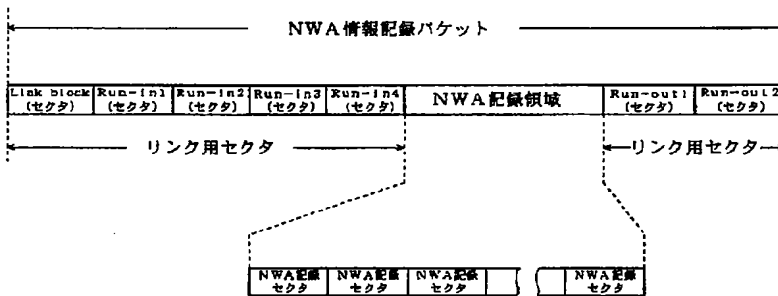 NWA情報記録パケット
Link block
(セクタ)
Run-in1
(セクタ)
Run-in2
(セクタ)
Run-in3
(セクタ)
Run-in4
(セクタ)
NWA記録領域
Run-out1
(セクタ)
Run-out2
(セクタ)
リンク用セクタ
リンク用セクタ
NWA記録
セクタ
NWA記録
セクタ
NWA記録
セクタ
NWA記録
セクタ